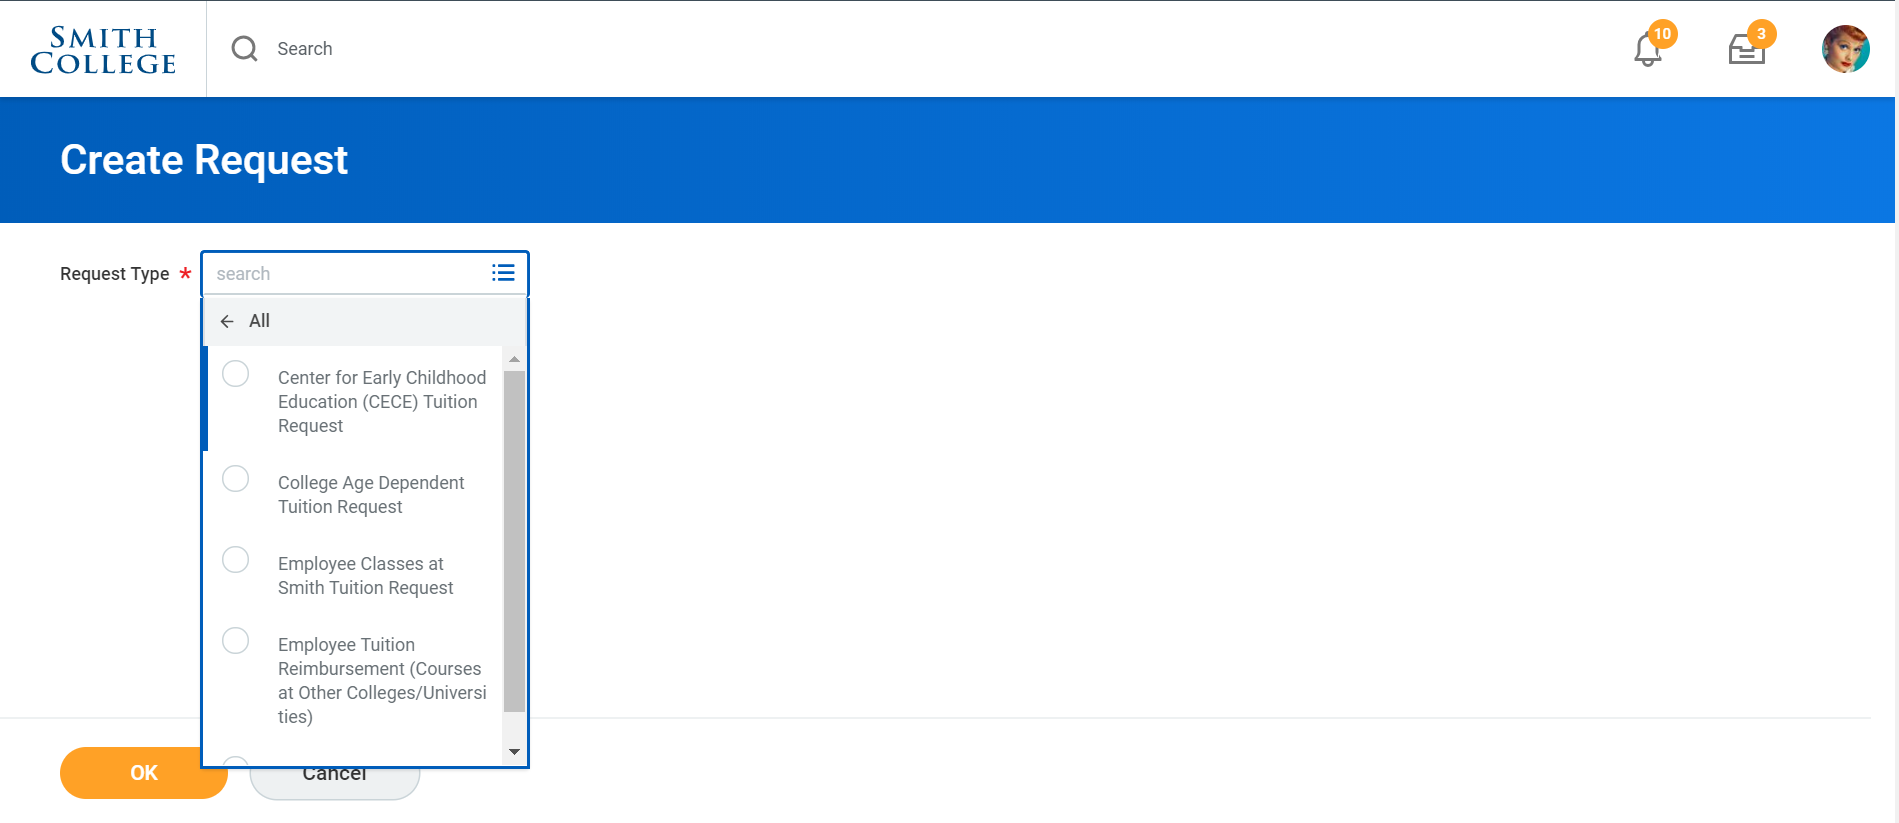 SMITH
COLLEGE
Search
10
3
Create Request
Request Type *
search
All
Center for Early Childhood
Education (CECE) Tuition
Request
College Age Dependent
Tuition Request
Employee Classes at
Smith Tuition Request
Employee Tuition
Reimbursement (Courses
at Other Colleges/Universi
ties)
OK
Cancel